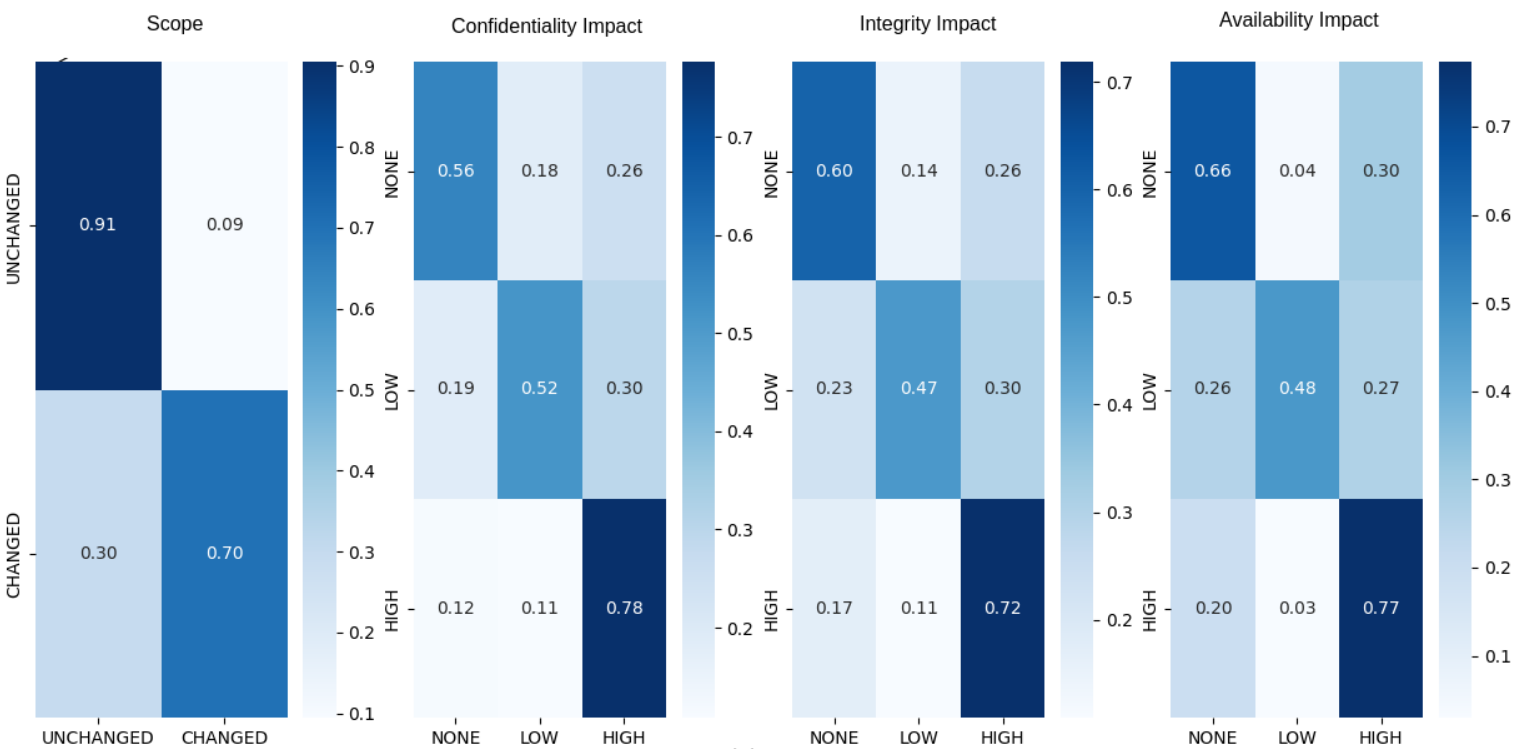 Scope
UNCHANGED
CHANGED
0.91 0.09
0.30 0.70
UNCHANGED CHANGED
0.9
0.8
0.7
0.6
0.5
0.4
0.3
0.2
0.1
Confidentiality Impact
NONE
LOW
HIGH
0.56 0.18 0.26
0.19 0.52 0.30
0.12 0.11 0.78
NONE LOW HIGH
0.7
0.6
0.5
0.4
0.3
0.2
Integrity Impact
NONE
LOW
HIGH
0.60 0.14 0.26
0.23 0.47 0.30
0.17 0.11 0.72
NONE LOW HIGH
0.7
0.6
0.5
0.4
0.3
0.2
Availability Impact
NONE
LOW
HIGH
0.66 0.04 0.30
0.26 0.48 0.27
0.20 0.03 0.77
NONE LOW HIGH
0.7
0.6
0.5
0.4
0.3
0.2
0.1